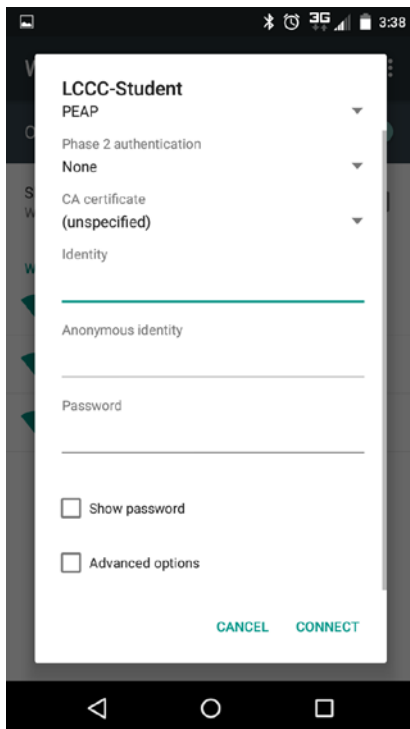 3G
3:38
W
LCCC-Student
PEAP
Phase 2 authentication
None
CA certificate
(unspecified)
Identity
Anonymous identity
Password
Show password
Advanced options
CANCEL CONNECT